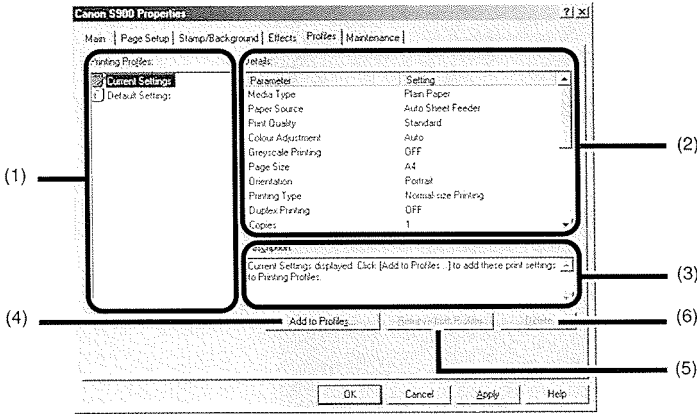 Canon S900 Properties
Main Page Setup Stamp/Background Effects Profiles Maintenance
Printing Profiles:
Current Settings
Default Settings
Details:
Parameter Setting
Media Type Plain Paper
Paper Source Auto Sheet Feeder
Print Quality Standard
Colour Adjustment Auto
Greyscale Printing OFF
Page Size A4
Orientation Portrait
Printing Type Normal-size Printing
Duplex Printing OFF
Copies 1
Description:
Current Settings displayed. Click [Add to Profiles...] to add these print settings
to Printing Profiles.
Add to Profiles...
OK Cancel Apply Help
(1)
(2)
(3)
(4)
(5)
(6)